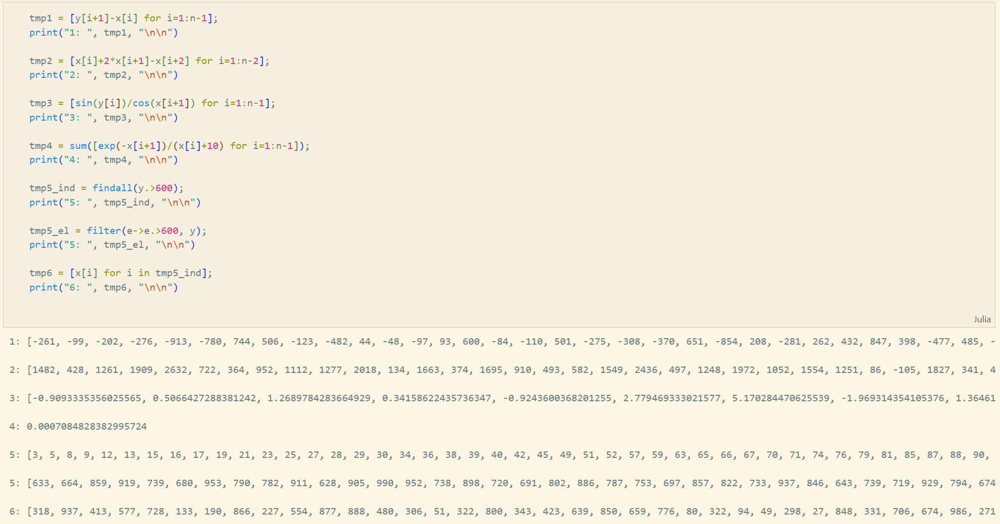 tmp1 = [y[i+1]-x[i] for i=1:n-1];
print("1: ", tmp1, "\n\n")
tmp2 = [x[i]+2*x[i+1]-x[i+2] for i=1:n-2];
print("2: ", tmp2, "\n\n")
tmp3 = [sin(y[i])/cos(x[i+1]) for i=1:n-1];
print("3: ", tmp3, "\n\n")
tmp4 = sum([exp(-x[i+1])/(x[i]+10) for i=1:n-1]);
print("4: ", tmp4, "\n\n")
tmp5_ind = findall(y.>600);
print("5: ", tmp5_ind, "\n\n")
tmp5_el = filter(e->e.>600, y);
print("5: ", tmp5_el, "\n\n")
tmp6 = [x[i] for i in tmp5_ind];
print("6: ", tmp6, "\n\n")
Julia
1: [-261, -99, -202, -276, -913, -780, 744, 506, -123, -482, 44, -48, -97, 93, 600, -84, -110, 501, -275, -308, -370, 651, -854, 208, -281, 262, 432, 847, 398, -477, 485, -
2: [1482, 428, 1261, 1909, 2632, 722, 364, 952, 1112, 1277, 2018, 134, 1663, 374, 1695, 910, 493, 582, 1549, 2436, 497, 1248, 1972, 1052, 1554, 1251, 86, -105, 1827, 341, 4
3: [-0.9093335356025565, 0.5066427288381242, 1.2689784283664929, 0.34158622435736347, -0.9243600368201255, 2.779469333021577, 5.170284470625539, -1.969314354105376, 1.36461
4: 0.0007084828382995724
5: [3, 5, 8, 9, 12, 13, 15, 16, 17, 19, 21, 23, 25, 27, 28, 29, 30, 34, 36, 38, 39, 40, 42, 45, 49, 51, 52, 57, 59, 63, 65, 66, 67, 70, 71, 74, 76, 79, 81, 85, 87, 88, 90,
5: [633, 664, 859, 919, 739, 680, 953, 790, 782, 911, 628, 905, 990, 952, 738, 898, 720, 691, 802, 886, 787, 753, 697, 857, 822, 733, 937, 846, 643, 739, 719, 929, 794, 674
6: [318, 937, 413, 577, 728, 133, 190, 866, 227, 554, 877, 888, 480, 306, 51, 322, 800, 343, 423, 639, 850, 659, 776, 80, 322, 94, 49, 298, 27, 848, 331, 706, 674, 986, 271